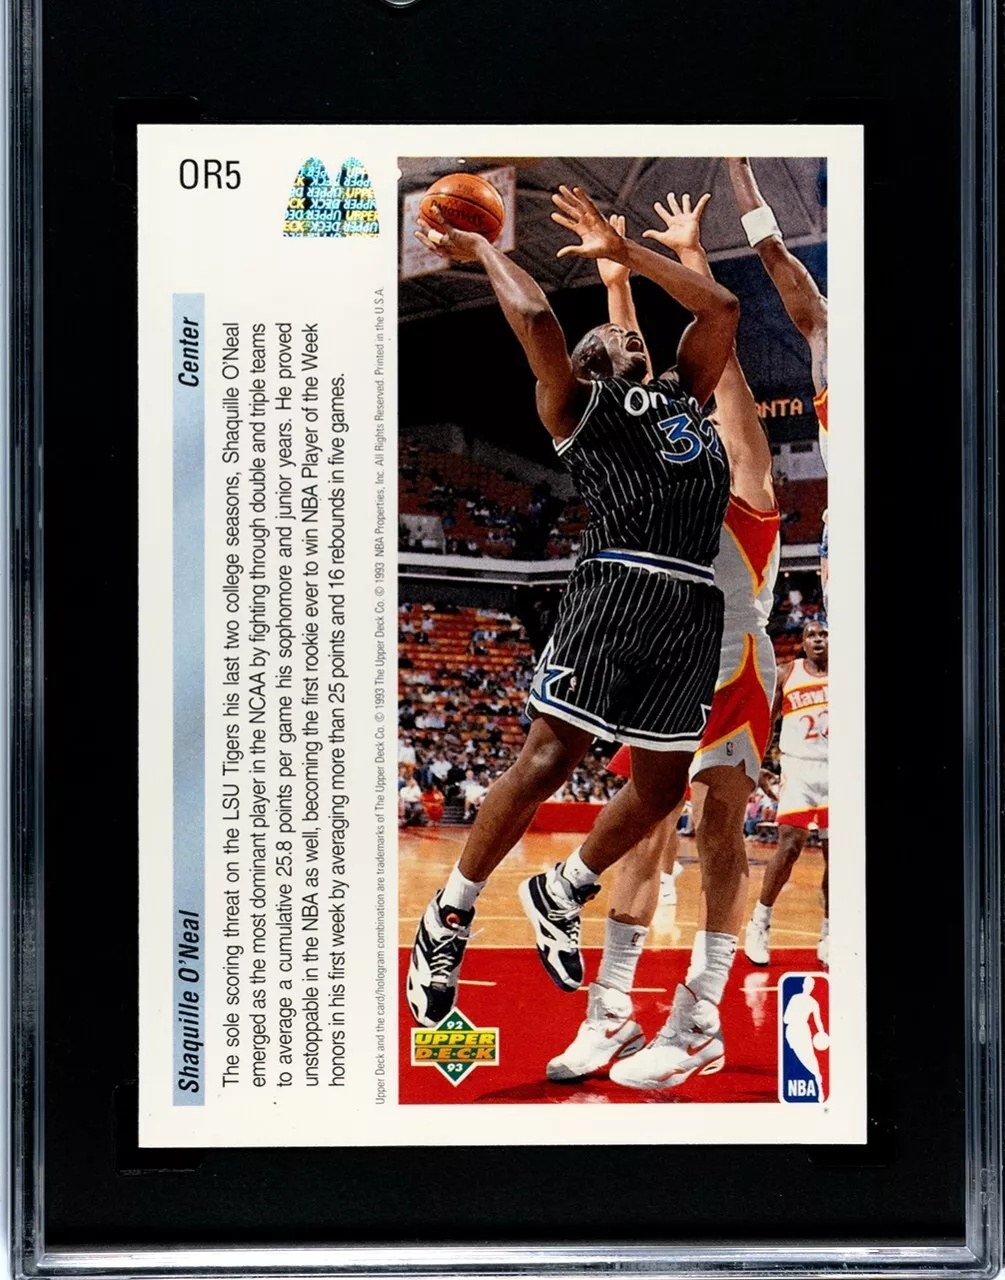 OR5
Shaquille O'Neal
Center
The sole scoring threat on the LSU Tigers his last two college seasons, Shaquille O'Neal
emerged as the most dominant player in the NCAA by fighting through double and triple teams
to average a cumulative 25.8 points per game his sophomore and junior years. He proved
unstoppable in the NBA as well, becoming the first rookie ever to win NBA Player of the Week
honors in his first week by averaging more than 25 points and 16 rebounds in five games.
Upper Deck and the card/hologram combination are trademarks of The Upper Deck Co. © 1993 The Upper Deck Co. © 1993 NBA Properties, Inc. All Rights Reserved. Printed in the U.S.A.
UPPER DECK
SPALDING
32
Hawks
92
UPPER
D·E·C·K
93
NBA